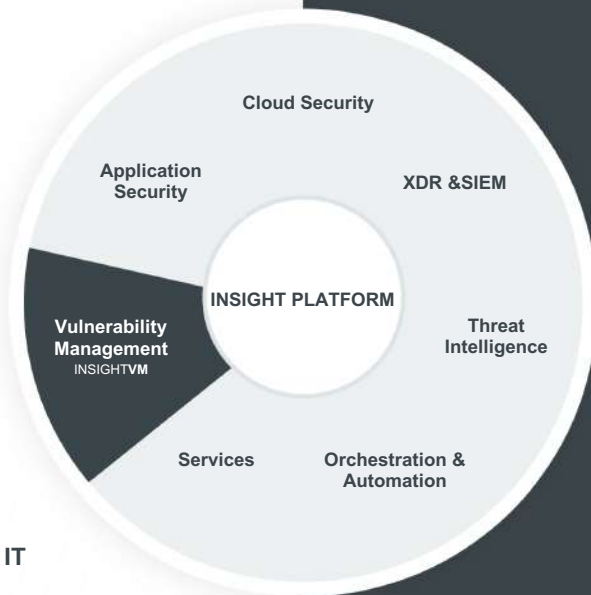 Cloud Security
Application
Security
XDR &SIEM
INSIGHT PLATFORM
Vulnerability
Management
INSIGHTVM
Threat
Intelligence
Services
Orchestration &
Automation
IT